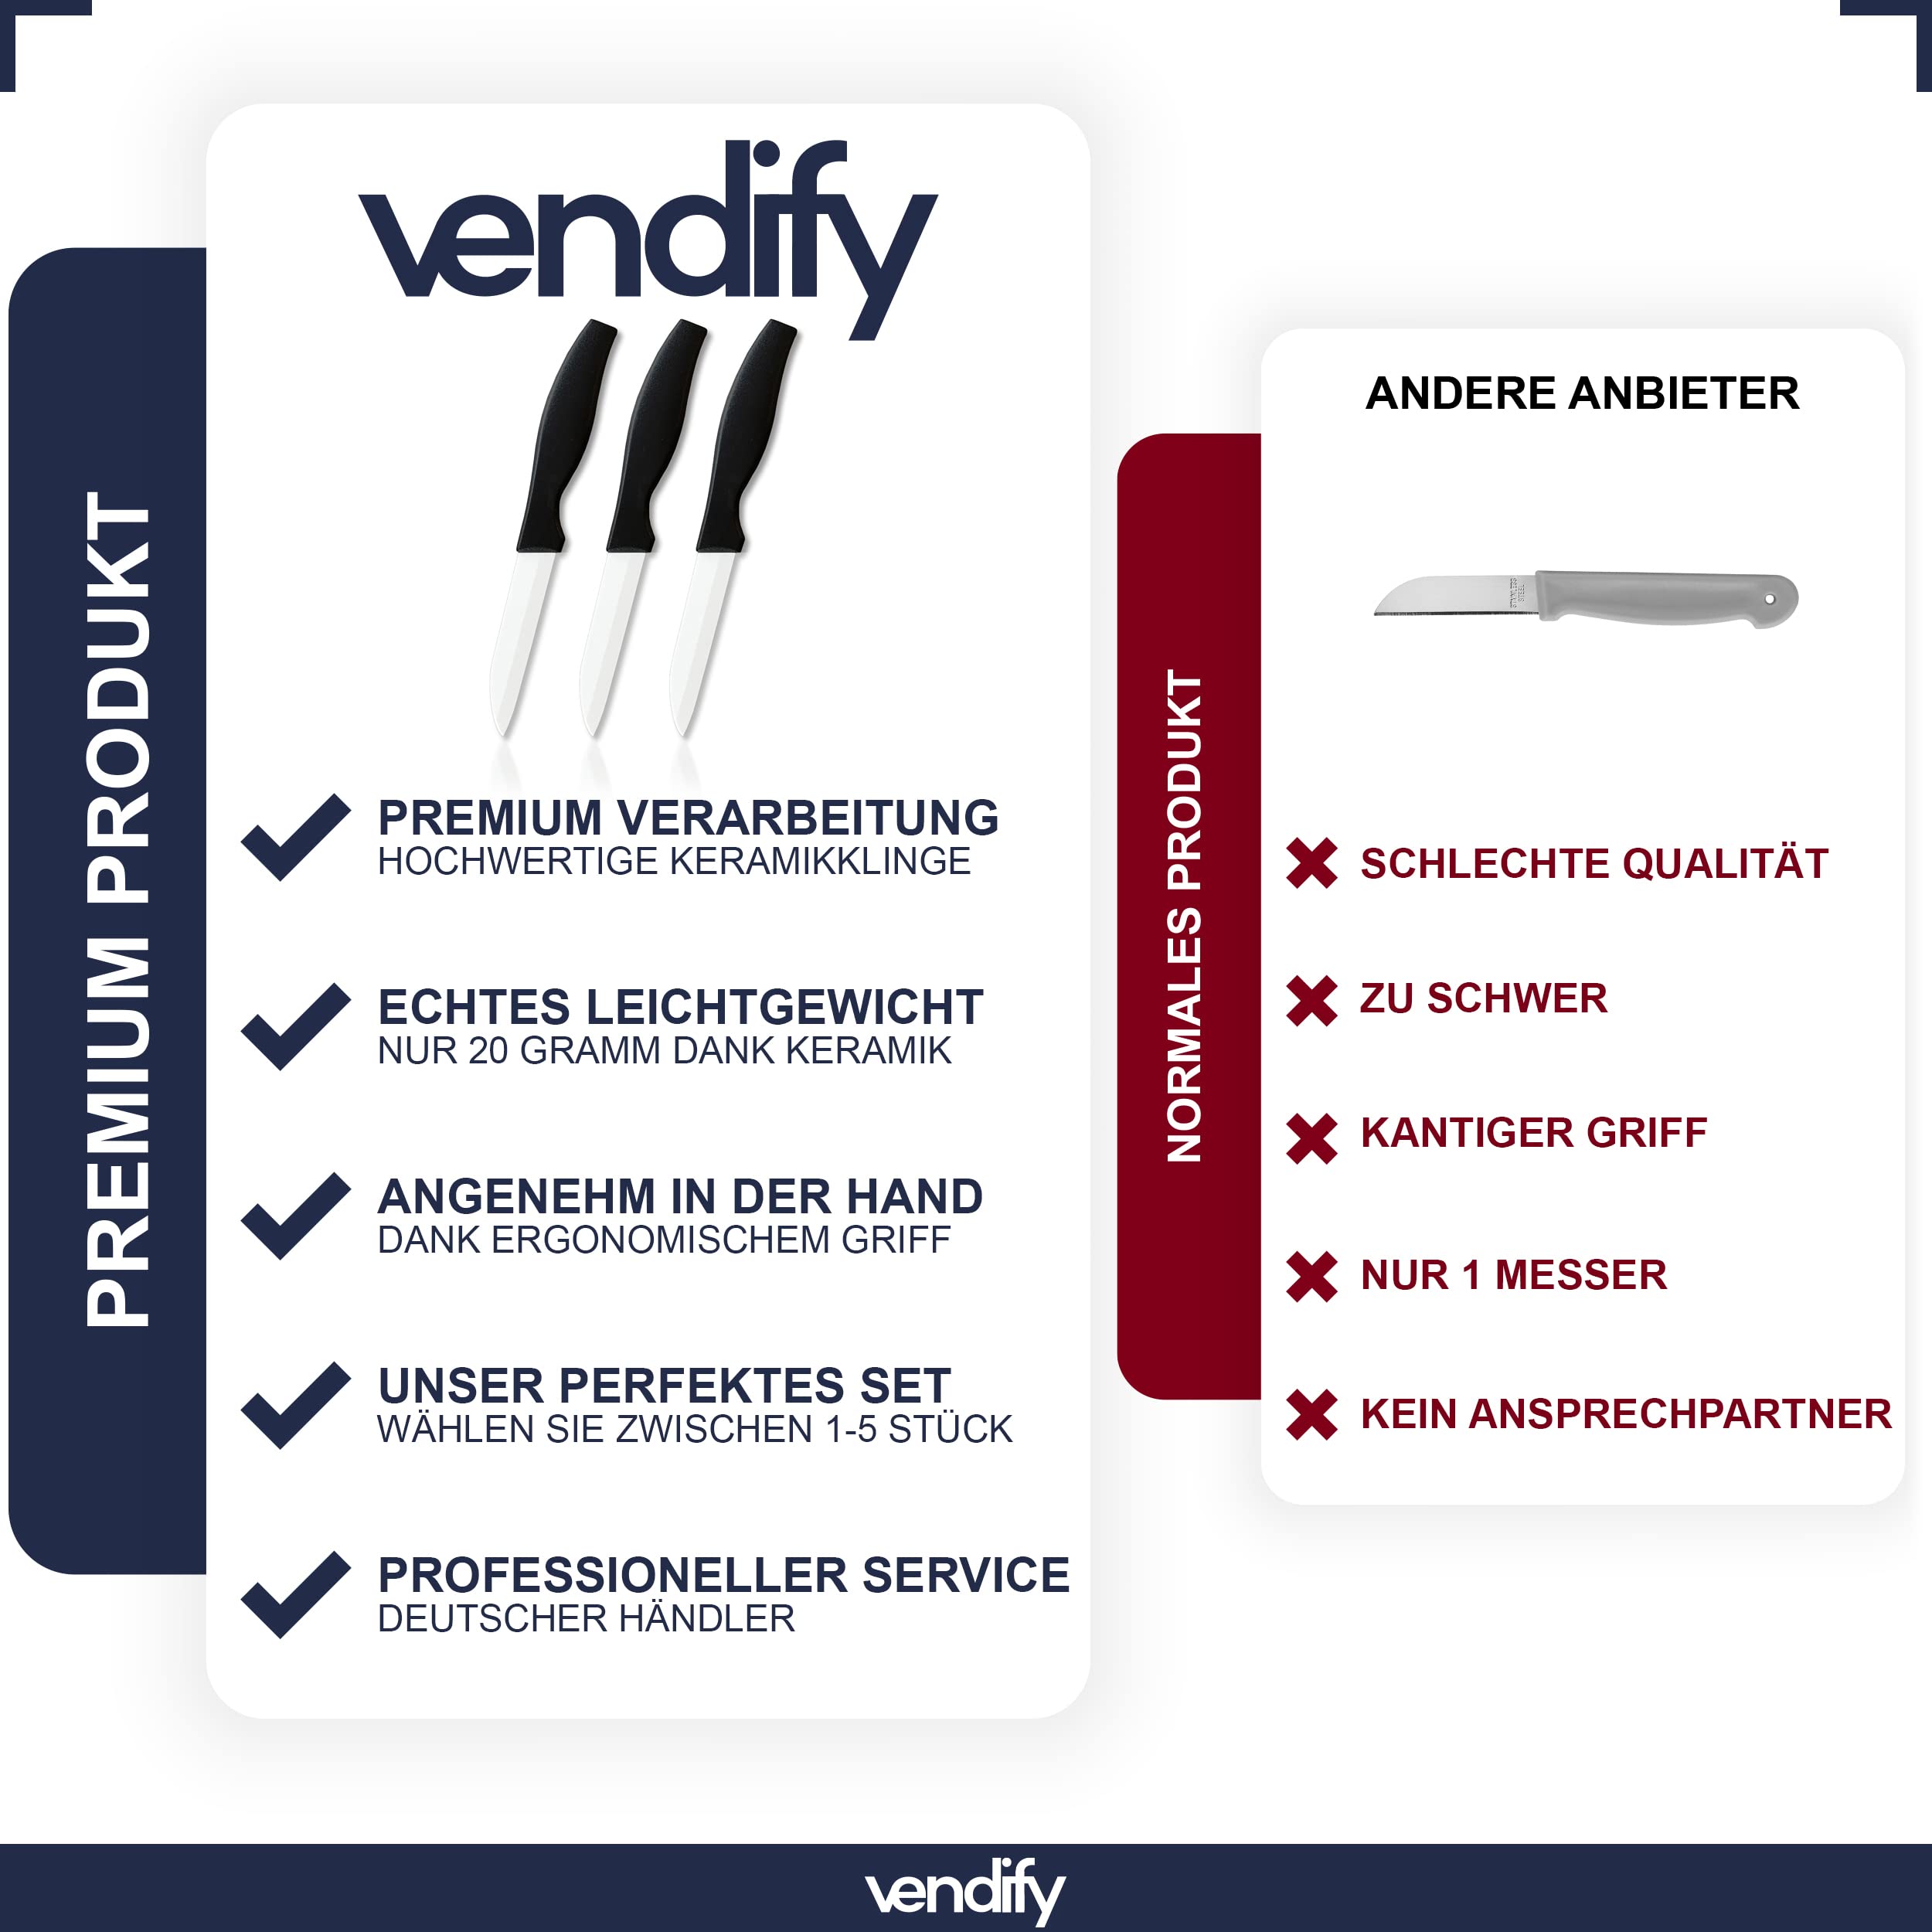 vendify
PREMIUM PRODUKT
PREMIUM VERARBEITUNG
HOCHWERTIGE KERAMIKKLINGE
ECHTES LEICHTGEWICHT
NUR 20 GRAMM DANK KERAMIK
ANGENEHM IN DER HAND
DANK ERGONOMISCHEM GRIFF
UNSER PERFEKTES SET
WÄHLEN SIE ZWISCHEN 1-5 STÜCK
PROFESSIONELLER SERVICE
DEUTSCHER HÄNDLER
ANDERE ANBIETER
NORMALES PRODUKT
SCHLECHTE QUALITÄT
ZU SCHWER
KANTIGER GRIFF
NUR 1 MESSER
KEIN ANSPRECHPARTNER
vendify